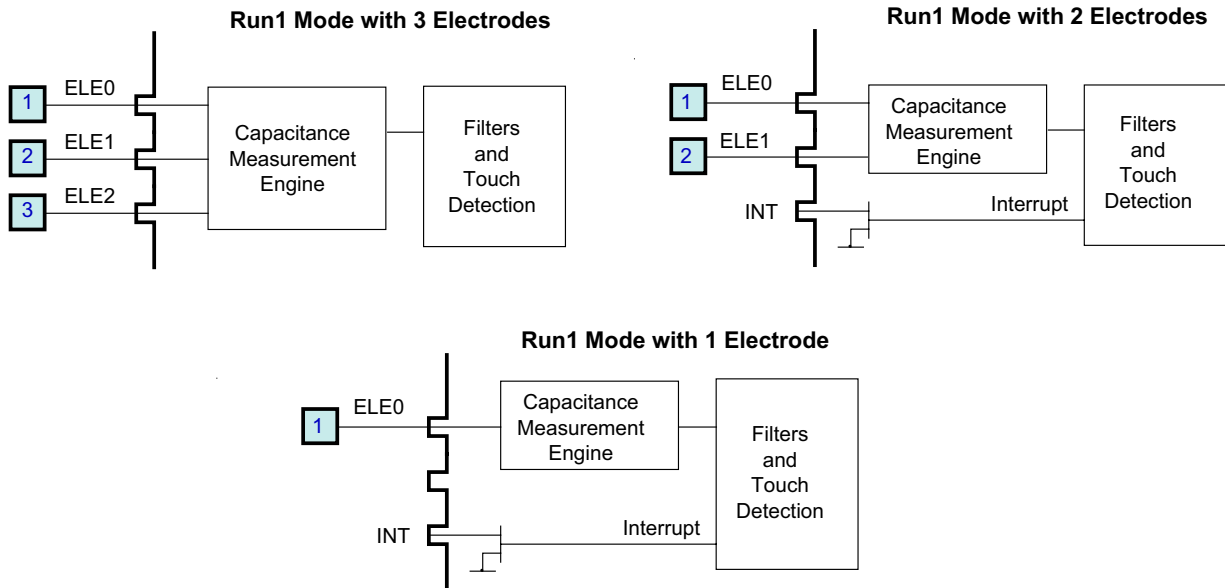 Run1 Mode with 3 Electrodes
ELE0
1
ELE1
2
ELE2
3
Capacitance
Measurement
Engine
Filters
and
Touch
Detection
Run1 Mode with 2 Electrodes
ELE0
1
ELE1
2
INT
Capacitance
Measurement
Engine
Interrupt
Filters
and
Touch
Detection
Run1 Mode with 1 Electrode
ELE0
1
INT
Capacitance
Measurement
Engine
Interrupt
Filters
and
Touch
Detection